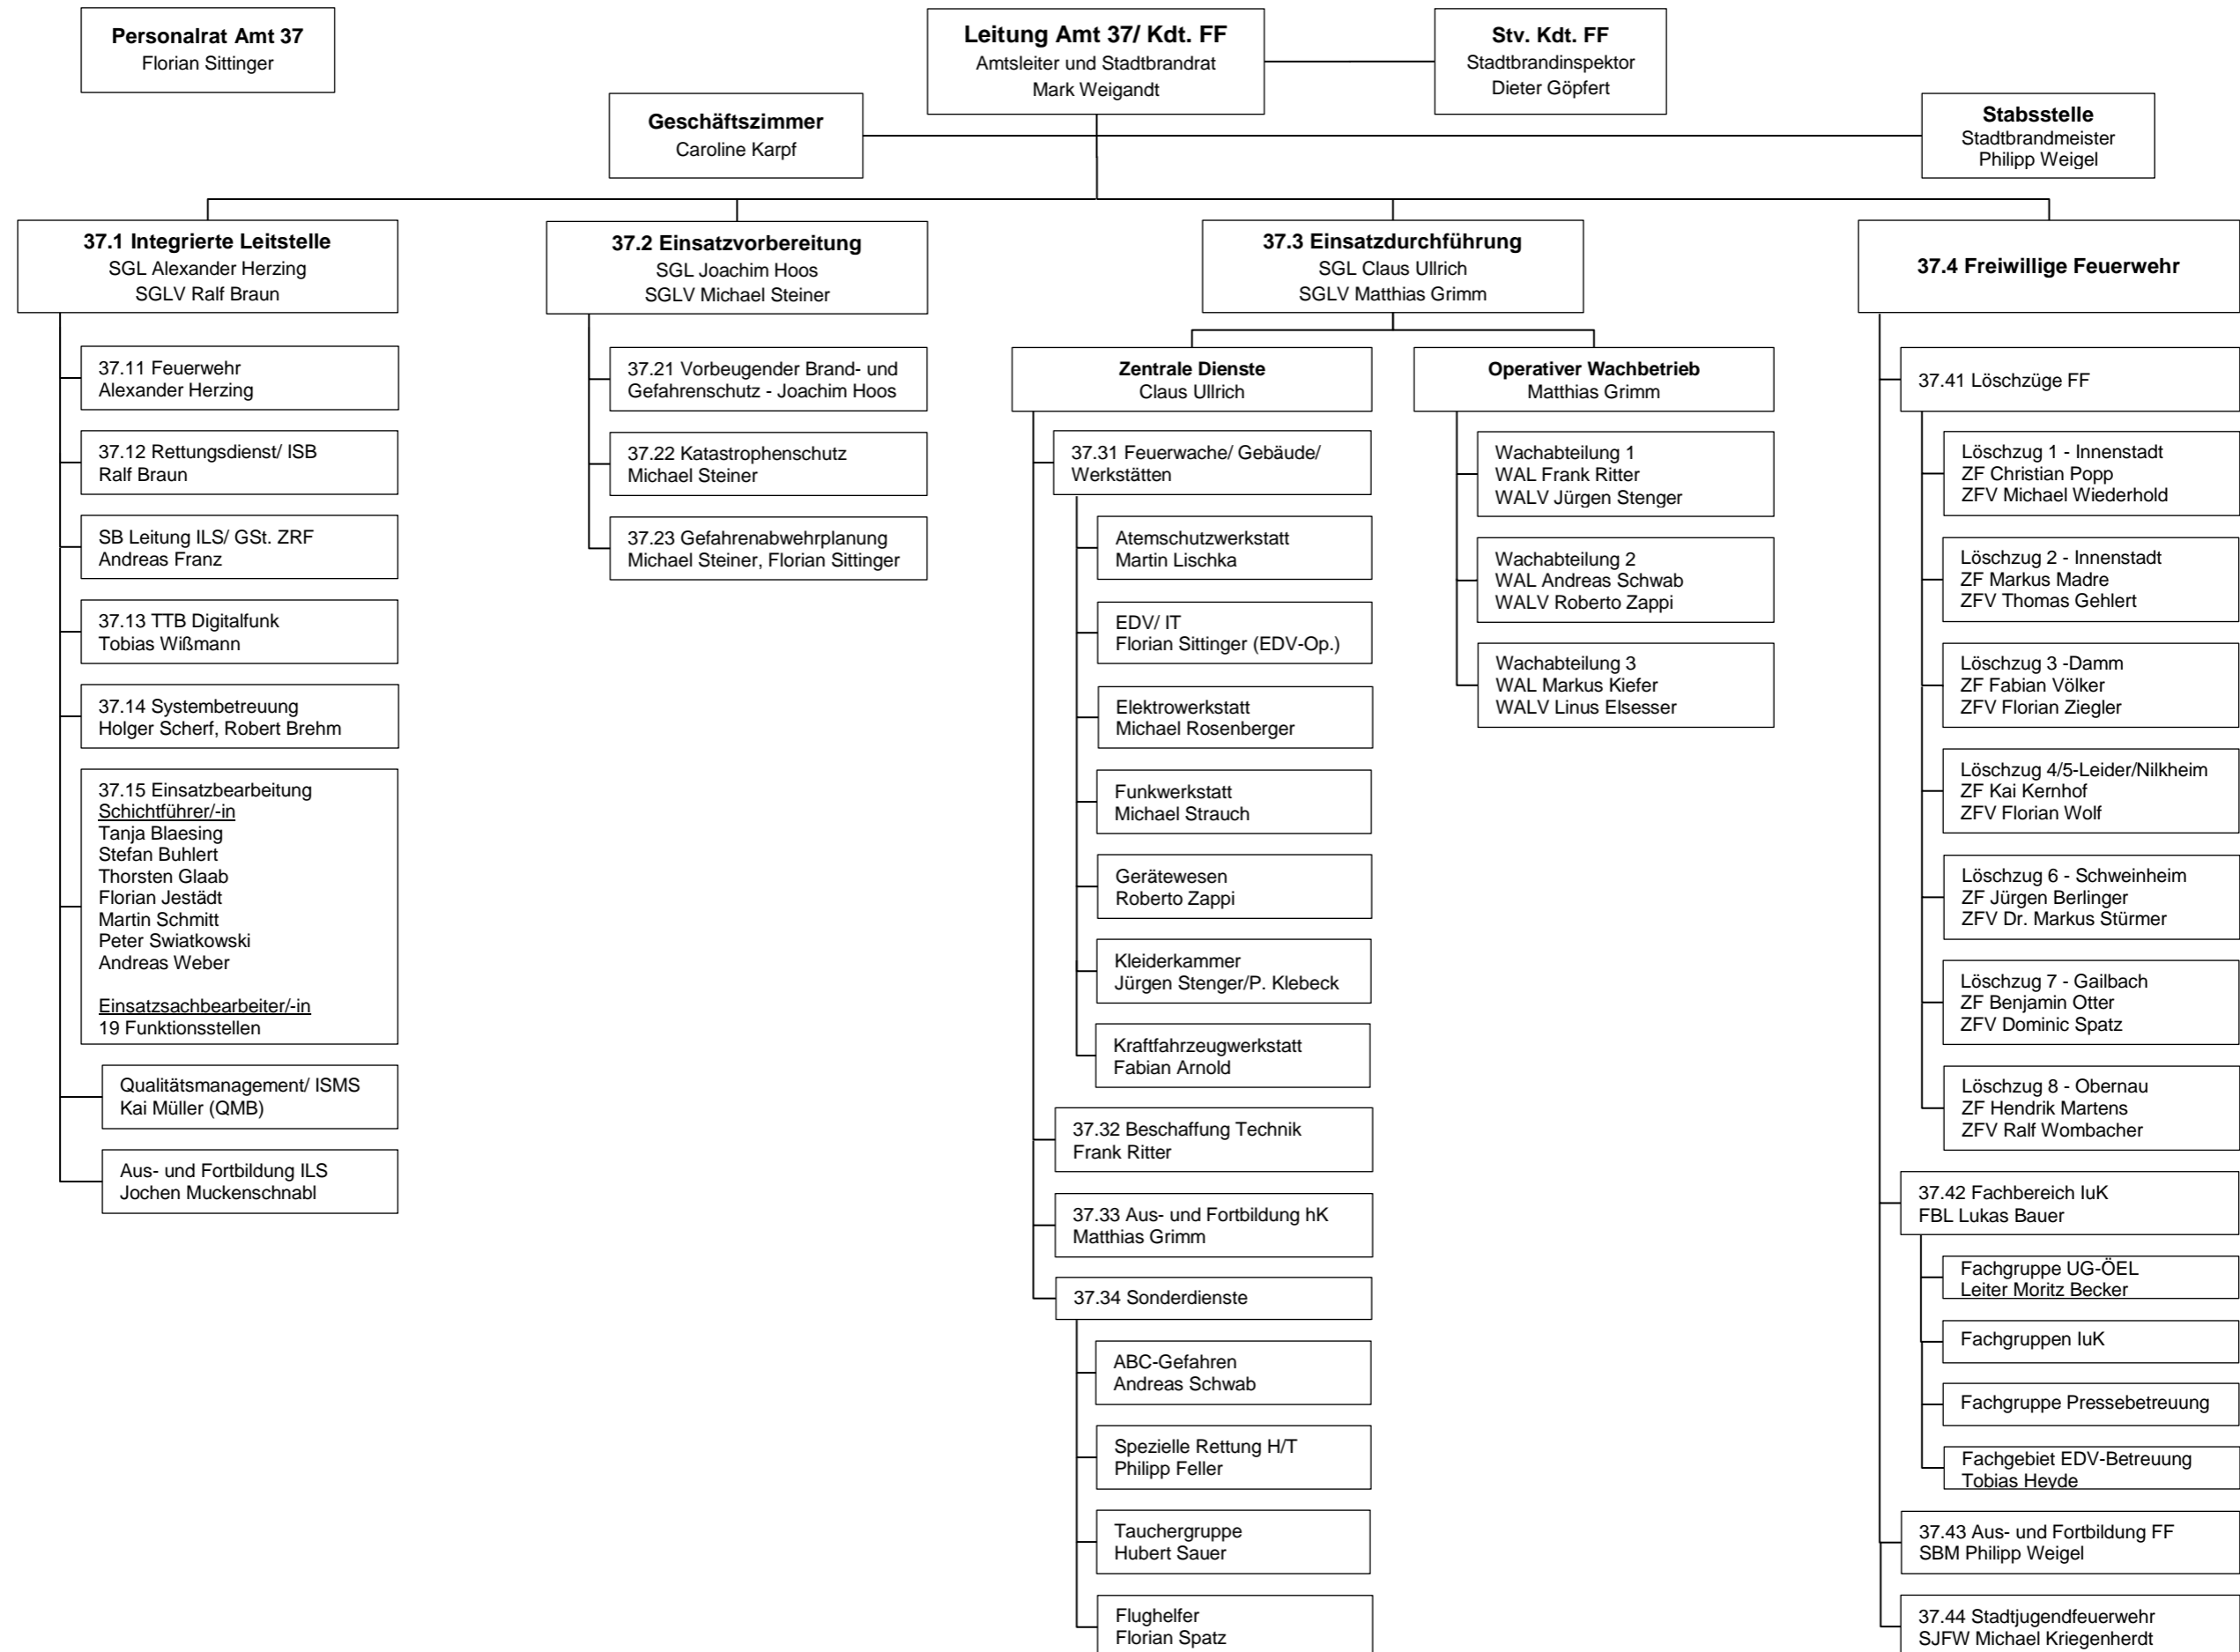 Personalrat Amt 37
Florian Sittinger
Leitung Amt 37/ Kdt. FF
Amtsleiter und Stadtbrandrat
Mark Weigandt
Stv. Kdt. FF
Stadtbrandinspektor
Dieter Göpfert
Geschäftszimmer
Caroline Karpf
Stabsstelle
Stadtbrandmeister
Philipp Weigel
37.1 Integrierte Leitstelle
SGL Alexander Herzing
SGLV Ralf Braun
37.11 Feuerwehr
Alexander Herzing
37.12 Rettungsdienst/ ISB
Ralf Braun
SB Leitung ILS/ GSt. ZRF
Andreas Franz
37.13 TTB Digitalfunk
Tobias Wißmann
37.14 Systembetreuung
Holger Scherf, Robert Brehm
37.15 Einsatzbearbeitung
Schichtführer/-in
Tanja Blaesing
Stefan Buhlert
Thorsten Glaab
Florian Jestädt
Martin Schmitt
Peter Swiatkowski
Andreas Weber
Einsatzsachbearbeiter/-in
19 Funktionsstellen
Qualitätsmanagement/ ISMS
Kai Müller (QMB)
Aus- und Fortbildung ILS
Jochen Muckenschnabl
37.2 Einsatzvorbereitung
SGL Joachim Hoos
SGLV Michael Steiner
37.21 Vorbeugender Brand- und
Gefahrenschutz - Joachim Hoos
37.22 Katastrophenschutz
Michael Steiner
37.23 Gefahrenabwehrplanung
Michael Steiner, Florian Sittinger
37.3 Einsatzdurchführung
SGL Claus Ullrich
SGLV Matthias Grimm
Zentrale Dienste
Claus Ullrich
37.31 Feuerwache/ Gebäude/
Werkstätten
Atemschutzwerkstatt
Martin Lischka
EDV/ IT
Florian Sittinger (EDV-Op.)
Elektrowerkstatt
Michael Rosenberger
Funkwerkstatt
Michael Strauch
Gerätewesen
Roberto Zappi
Kleiderkammer
Jürgen Stenger/P. Klebeck
Kraftfahrzeugwerkstatt
Fabian Arnold
37.32 Beschaffung Technik
Frank Ritter
37.33 Aus- und Fortbildung hK
Matthias Grimm
37.34 Sonderdienste
ABC-Gefahren
Andreas Schwab
Spezielle Rettung H/T
Philipp Feller
Tauchergruppe
Hubert Sauer
Flughelfer
Florian Spatz
Operativer Wachbetrieb
Matthias Grimm
Wachabteilung 1
WAL Frank Ritter
WALV Jürgen Stenger
Wachabteilung 2
WAL Andreas Schwab
WALV Roberto Zappi
Wachabteilung 3
WAL Markus Kiefer
WALV Linus Elsesser
37.4 Freiwillige Feuerwehr
37.41 Löschzüge FF
Löschzug 1 - Innenstadt
ZF Christian Popp
ZFV Michael Wiederhold
Löschzug 2 - Innenstadt
ZF Markus Madre
ZFV Thomas Gehlert
Löschzug 3 -Damm
ZF Fabian Völker
ZFV Florian Ziegler
Löschzug 4/5-Leider/Nilkheim
ZF Kai Kernhof
ZFV Florian Wolf
Löschzug 6 - Schweinheim
ZF Jürgen Berlinger
ZFV Dr. Markus Stürmer
Löschzug 7 - Gailbach
ZF Benjamin Otter
ZFV Dominic Spatz
Löschzug 8 - Obernau
ZF Hendrik Martens
ZFV Ralf Wombacher
37.42 Fachbereich IuK
FBL Lukas Bauer
Fachgruppe UG-ÖEL
Leiter Moritz Becker
Fachgruppen IuK
Fachgruppe Pressebetreuung
Fachgebiet EDV-Betreuung
Tobias Heyde
37.43 Aus- und Fortbildung FF
SBM Philipp Weigel
37.44 Stadtjugendfeuerwehr
SJFW Michael Kriegenherdt